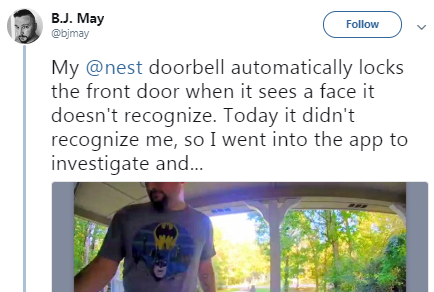 B.J. May
@bjmay
Follow
My @nest doorbell automatically locks
the front door when it sees a face it
doesn't recognize. Today it didn't
recognize me, so I went into the app to
investigate and...